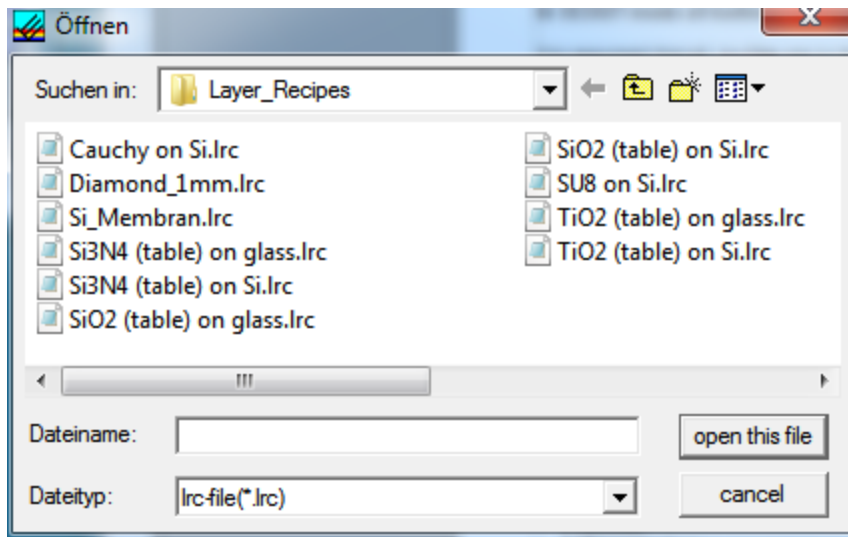 Öffnen
Suchen in: Layer_Recipes
Cauchy on Si.lrc
Diamond_1mm.lrc
Si_Membran.lrc
Si3N4 (table) on glass.lrc
Si3N4 (table) on Si.lrc
SiO2 (table) on glass.lrc
SiO2 (table) on Si.lrc
SU8 on Si.lrc
TiO2 (table) on glass.lrc
TiO2 (table) on Si.lrc
Dateiname: open this file
Dateityp: lrc-file(*.lrc) cancel